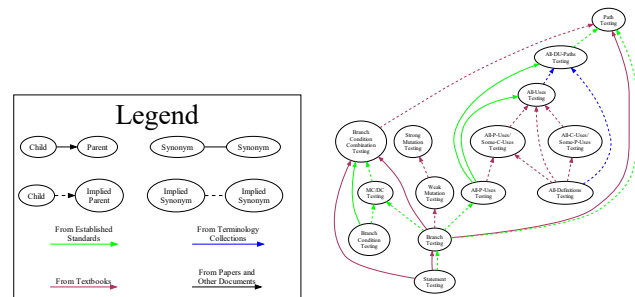 Legend
Child
Parent
Synonym
Synonym
Child
Implied
Parent
Implied
Synonym
Implied
Synonym
From Established
Standards
From Terminology
Collections
From Textbooks
From Papers and
Other Documents
Path
Testing
All-DU-Paths
Testing
All-Uses
Testing
Branch
Condition
Combination
Testing
Strong
Mutation
Testing
All-P-Uses/
Some-C-Uses
Testing
All-C-Uses/
Some-P-Uses
Testing
MC/DC
Testing
Weak
Mutation
Testing
All-P-Uses
Testing
All-Definitions
Testing
Branch
Condition
Testing
Branch
Testing
Statement
Testing